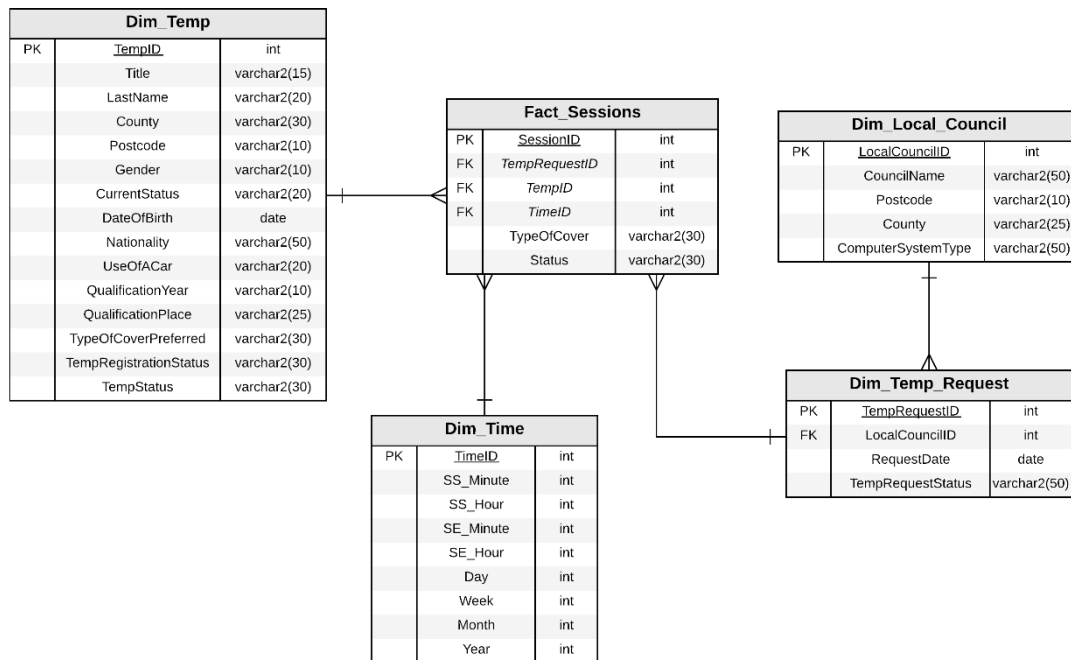 Dim_Temp
PK TempID int
Title varchar2(15)
LastName varchar2(20)
County varchar2(30)
Postcode varchar2(10)
Gender varchar2(10)
CurrentStatus varchar2(20)
DateOfBirth date
Nationality varchar2(50)
UseOfACar varchar2(20)
QualificationYear varchar2(10)
QualificationPlace varchar2(25)
TypeOfCoverPreferred varchar2(30)
TempRegistrationStatus varchar2(30)
TempStatus varchar2(30)
Fact_Sessions
PK SessionID int
FK TempRequestID int
FK TempID int
FK TimeID int
TypeOfCover varchar2(30)
Status varchar2(30)
Dim_Local_Council
PK LocalCouncilID int
CouncilName varchar2(50)
Postcode varchar2(10)
County varchar2(25)
ComputerSystemType varchar2(50)
Dim_Time
PK TimeID int
SS_Minute int
SS_Hour int
SE_Minute int
SE_Hour int
Day int
Week int
Month int
Year int
Dim_Temp_Request
PK TempRequestID int
FK LocalCouncilID int
RequestDate date
TempRequestStatus varchar2(50)